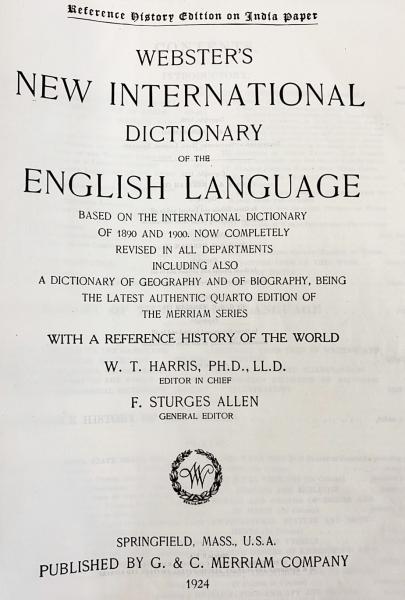 Reference History Edition on India Paper
WEBSTER'S
NEW INTERNATIONAL
DICTIONARY
OF THE
ENGLISH LANGUAGE
BASED ON THE INTERNATIONAL DICTIONARY
OF 1890 AND 1900. NOW COMPLETELY
REVISED IN ALL DEPARTMENTS
INCLUDING ALSO
A DICTIONARY OF GEOGRAPHY AND OF BIOGRAPHY, BEING
THE LATEST AUTHENTIC QUARTO EDITION OF
THE MERRIAM SERIES
WITH A REFERENCE HISTORY OF THE WORLD
W. T. HARRIS, PH.D., LL.D.
EDITOR IN CHIEF
F. STURGES ALLEN
GENERAL EDITOR
W
SPRINGFIELD, MASS., U.S.A.
PUBLISHED BY G. & C. MERRIAM COMPANY
1924